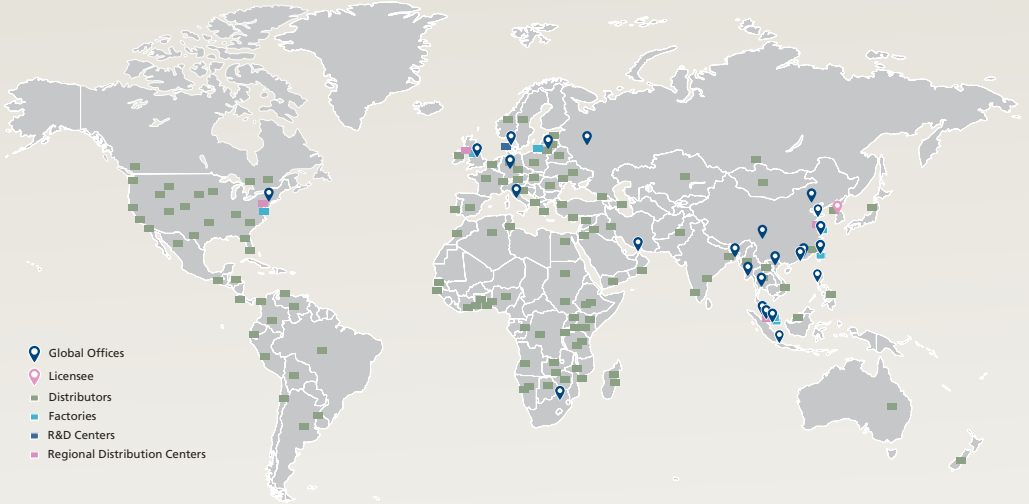 Global Offices
Licensee
Distributors
Factories
R&D Centers
Regional Distribution Centers